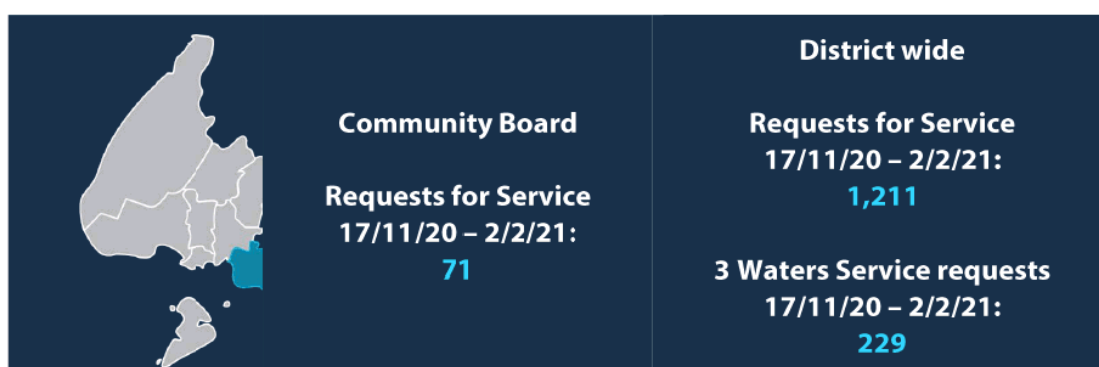 Community Board
Requests for Service
17/11/20 – 2/2/21:
71
District wide
Requests for Service
17/11/20 – 2/2/21:
1,211
3 Waters Service requests
17/11/20 – 2/2/21:
229